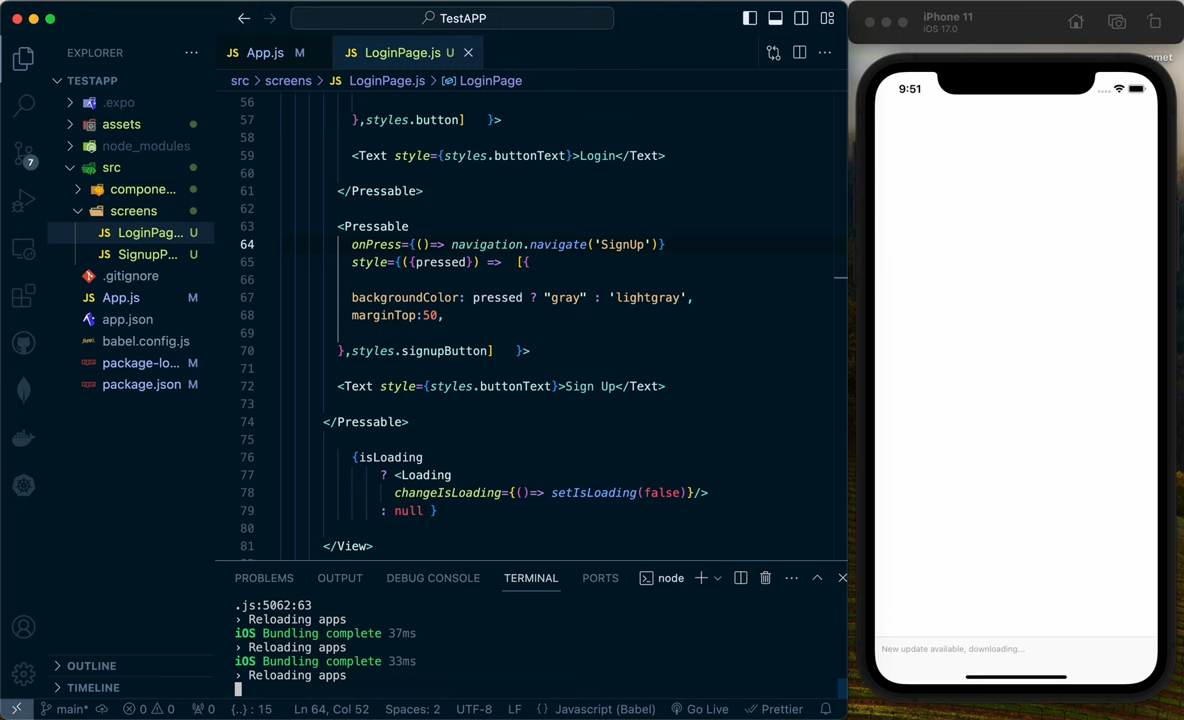 TestAPP
EXPLORER
TESTAPP
.expo
assets
node_modules
src
compone...
screens
LoginPag... U
SignupP... U
.gitignore
App.js M
app.json
babel.config.js
package-lo... M
package.json M
OUTLINE
TIMELINE
7
JS App.js M
JS LoginPage.js U
src > screens > JS LoginPage.js > LoginPage
56
57 },styles.button] }>
58
59 <Text style={styles.buttonText}>Login</Text>
60
61 </Pressable>
62
63 <Pressable
64 onPress={()=> navigation.navigate('SignUp')}
65 style={({pressed}) => [{
66
67 backgroundColor: pressed ? "gray" : 'lightgray',
68 marginTop:50,
69
70 },styles.signupButton] }>
71
72 <Text style={styles.buttonText}>Sign Up</Text>
73
74 </Pressable>
75
76 {isLoading
77 ? <Loading
78 changeIsLoading={()=> setIsLoading(false)}/>
79 : null }
80
81 </View>
PROBLEMS OUTPUT DEBUG CONSOLE TERMINAL PORTS node
.js:5062:63
› Reloading apps
iOS Bundling complete 37ms
› Reloading apps
iOS Bundling complete 33ms
› Reloading apps
main* 0 0 0 {..} : 15 Ln 64, Col 52 Spaces: 2 UTF-8 LF {} Javascript (Babel) Go Live Prettier
iPhone 11
iOS 17.0
9:51
New update available, downloading...